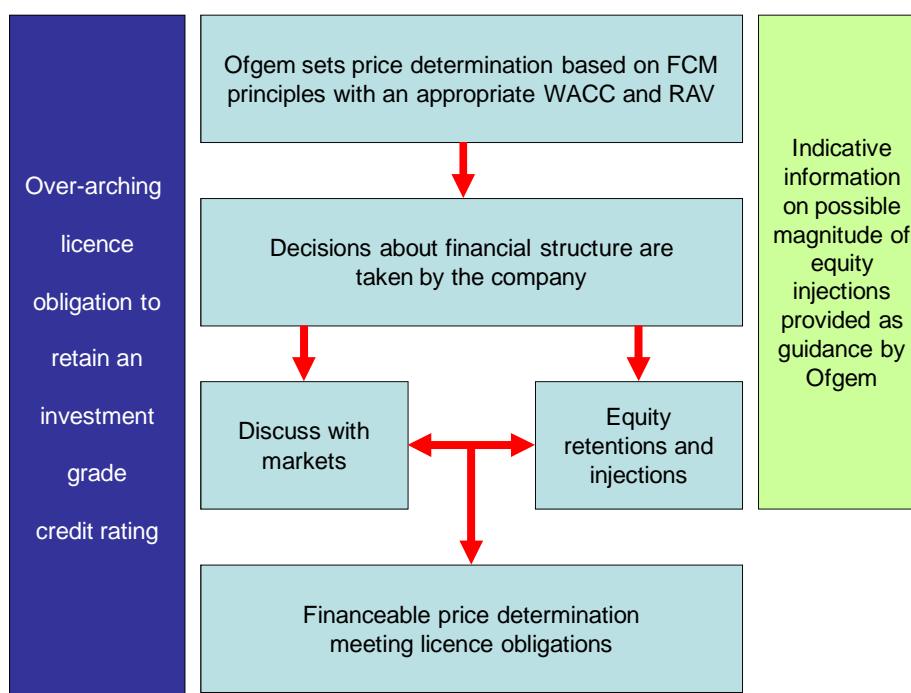 Over-arching
licence
obligation to
retain an
investment
grade
credit rating
Ofgem sets price determination based on FCM
principles with an appropriate WACC and RAV
Decisions about financial structure are
taken by the company
Discuss with
markets
Equity
retentions and
injections
Financeable price determination
meeting licence obligations
Indicative
information
on possible
magnitude of
equity
injections
provided as
guidance by
Ofgem